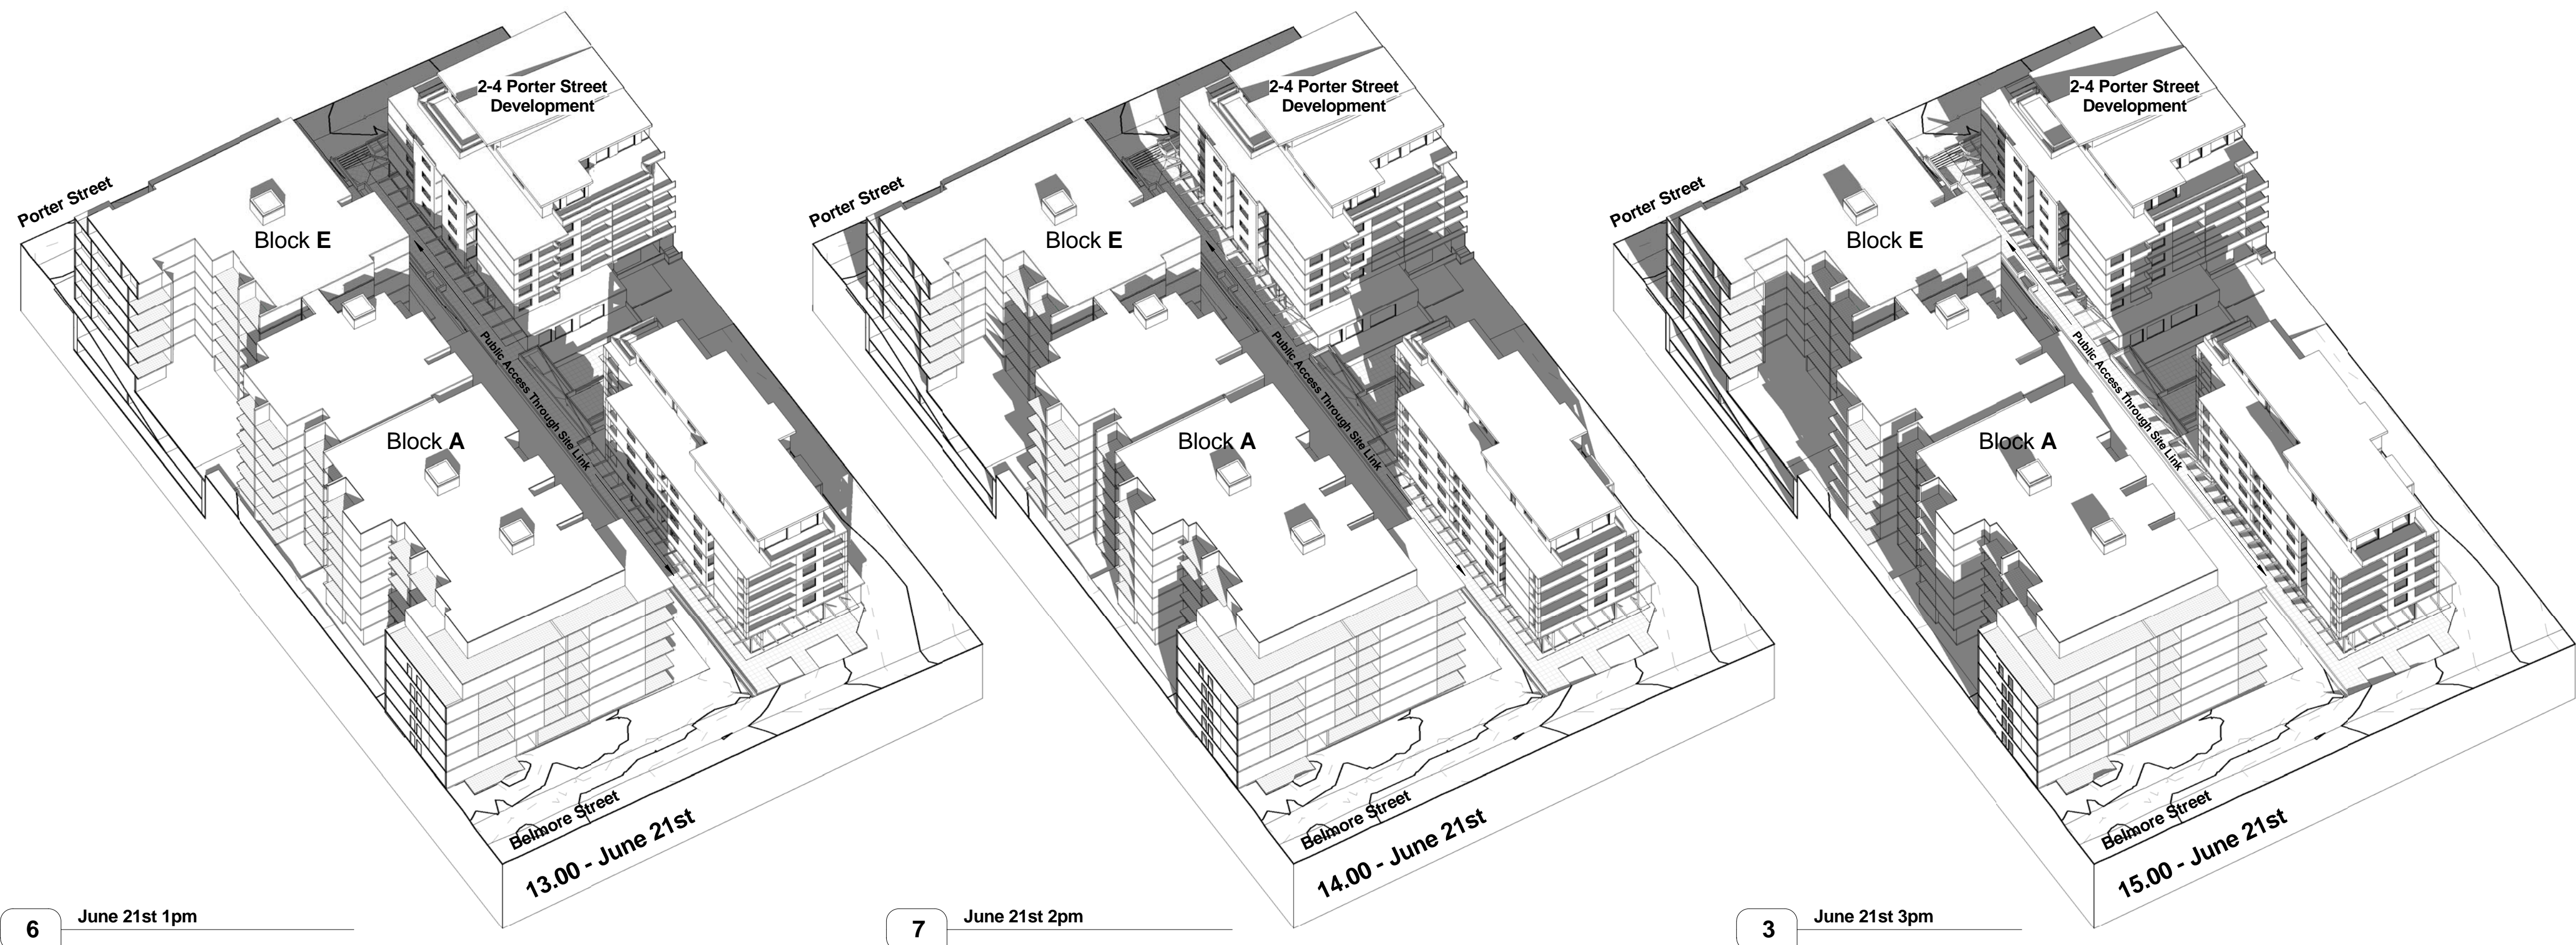 2-4 Porter Street
Development
Porter Street
Block E
Public Access Through Site Link
Block A
Belmore Street
13.00 - June 21st
6
June 21st 1pm
2-4 Porter Street
Development
Porter Street
Block E
Public Access Through Site Link
Block A
Belmore Street
14.00 - June 21st
7
June 21st 2pm
2-4 Porter Street
Development
Porter Street
Block E
Public Access Through Site Link
Block A
Belmore Street
15.00 - June 21st
3
June 21st 3pm